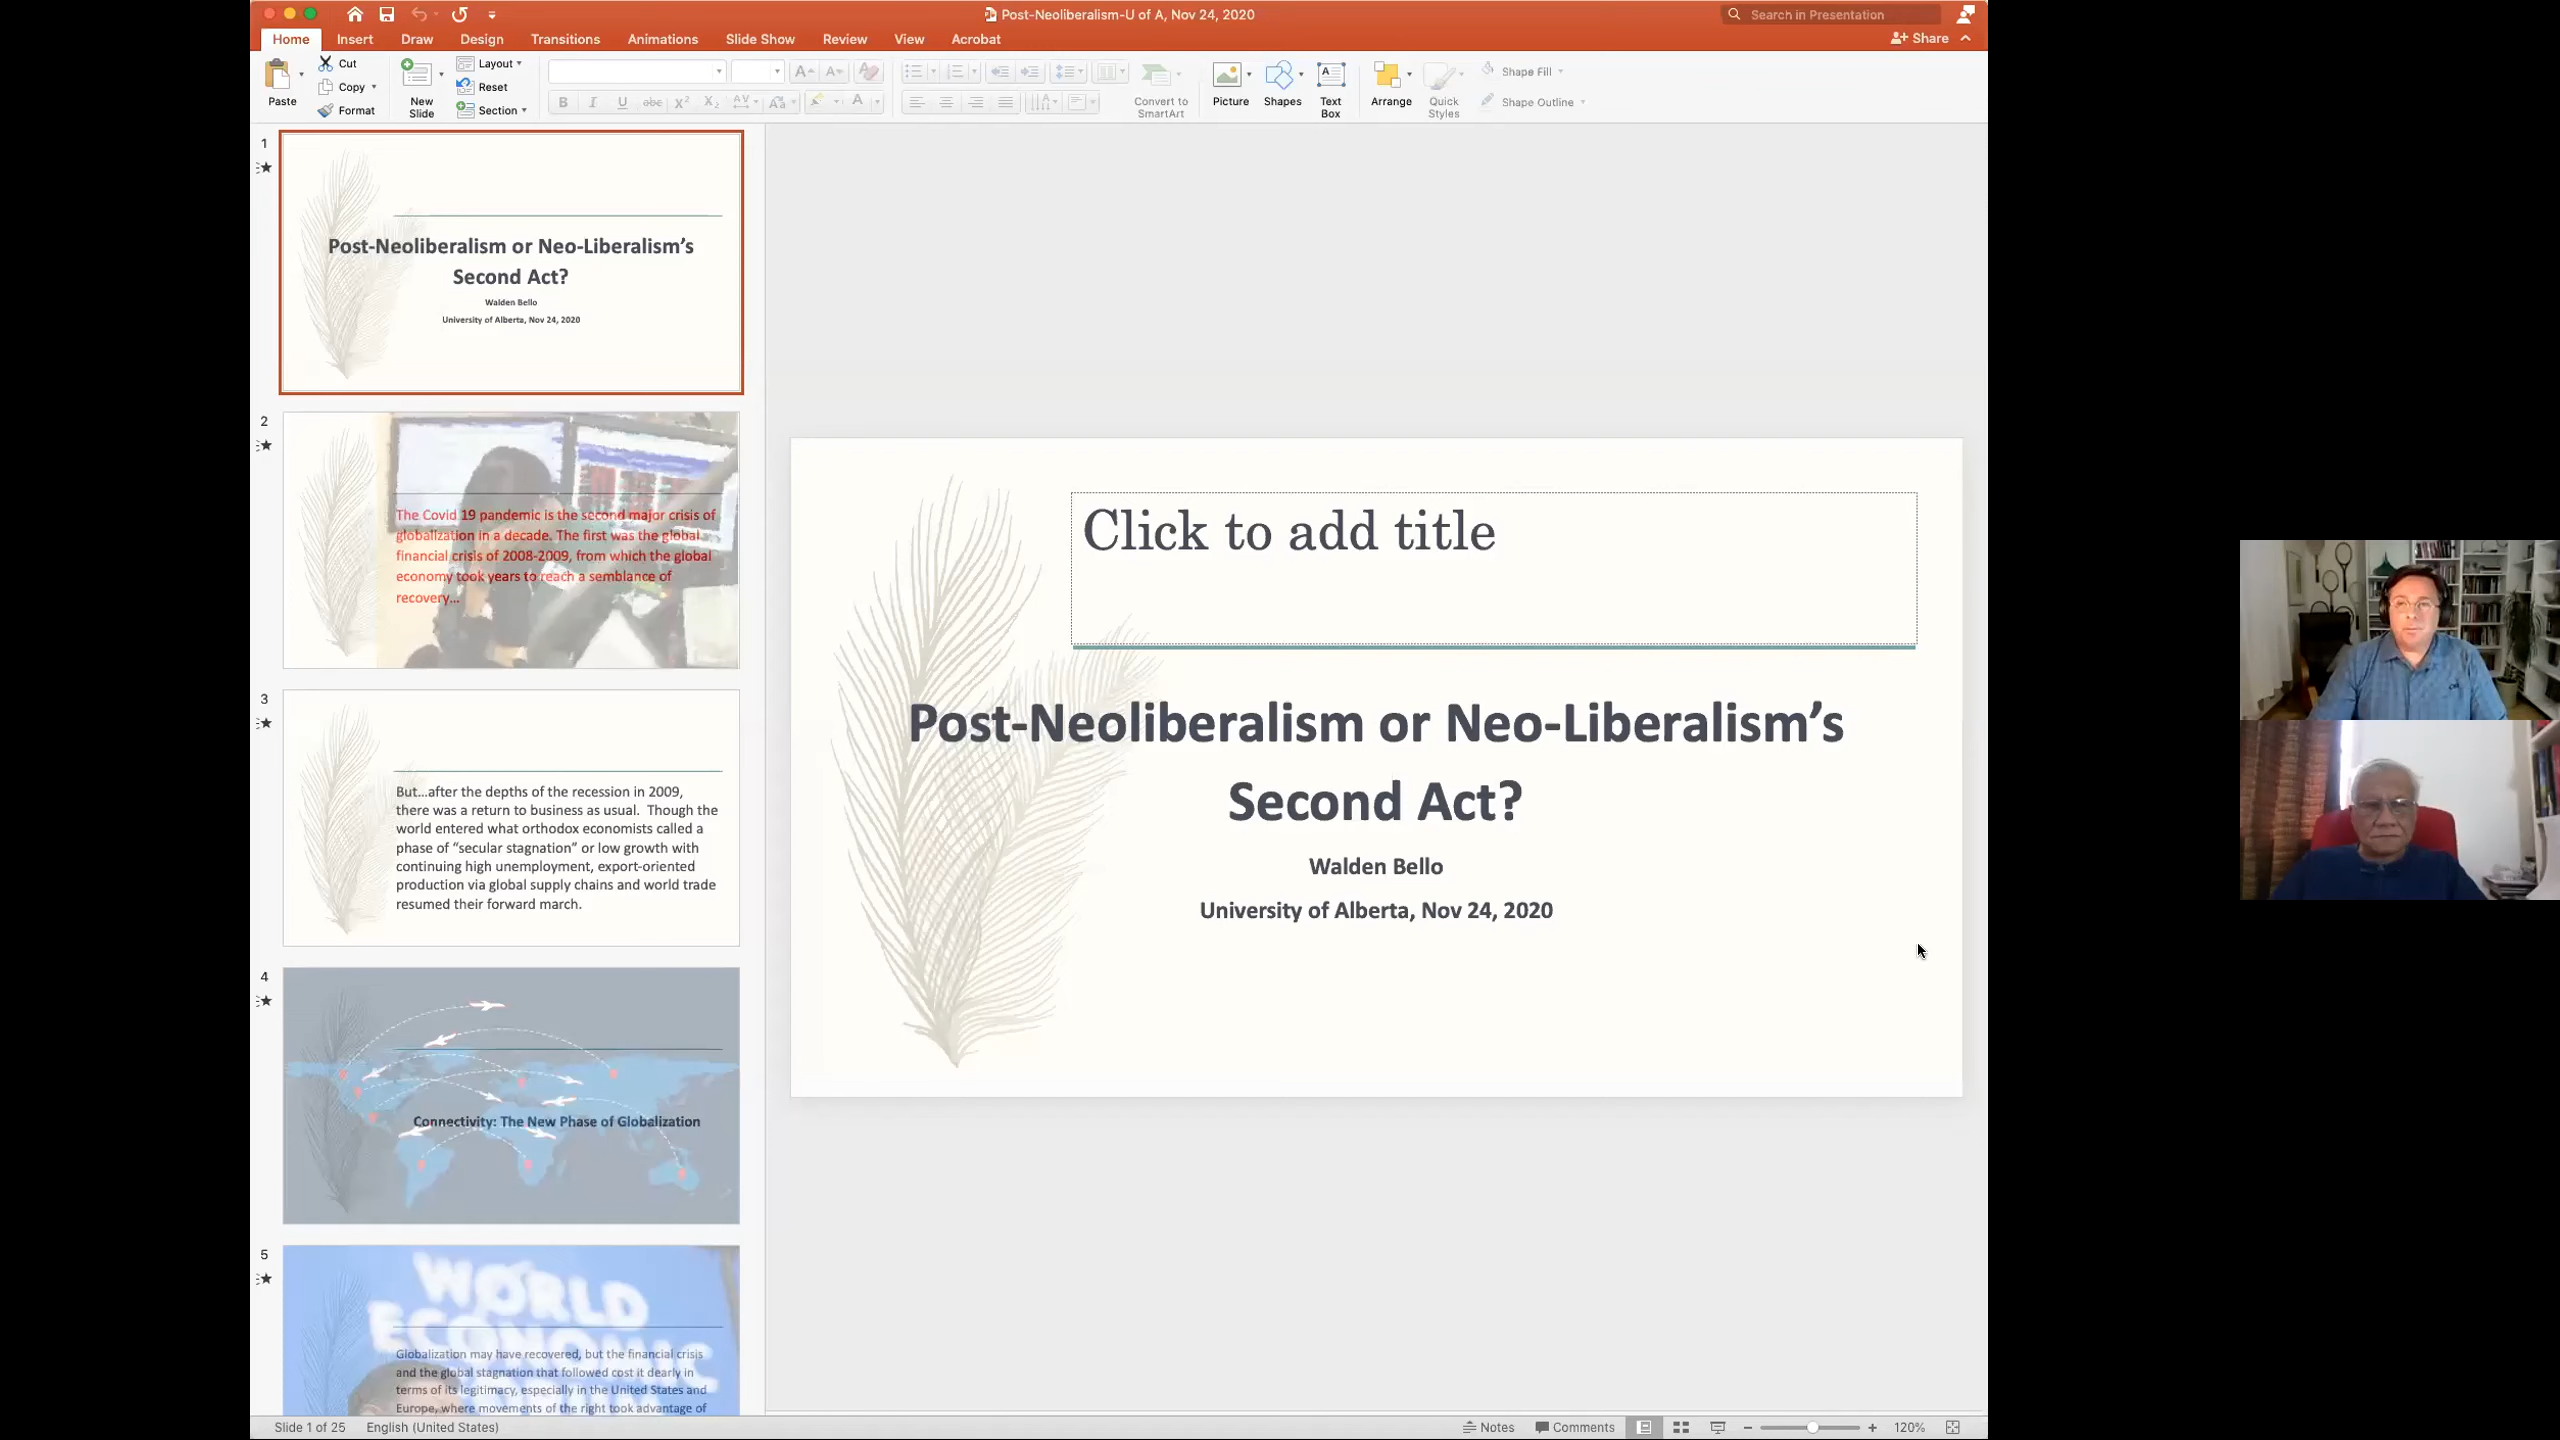 Post-Neoliberalism-U of A, Nov 24, 2020
Search in Presentation
Home
Insert
Draw
Design
Transitions
Animations
Slide Show
Review
View
Acrobat
Share
Paste
Cut
Copy
Format
New
Slide
Layout
Reset
Section
Convert to
SmartArt
Picture
Shapes
Text
Box
Arrange
Quick
Styles
Shape Fill
Shape Outline
1
Post-Neoliberalism or Neo-Liberalism’s
Second Act?
Walden Bello
University of Alberta, Nov 24, 2020
2
The Covid 19 pandemic is the second major crisis of
globalization in a decade. The first was the global
financial crisis of 2008-2009, from which the global
economy took years to reach a semblance of
recovery…
3
But…after the depths of the recession in 2009,
there was a return to business as usual. Though the
world entered what orthodox economists called a
phase of “secular stagnation” or low growth with
continuing high unemployment, export-oriented
production via global supply chains and world trade
resumed their forward march.
4
Connectivity: The New Phase of Globalization
5
WORLD
ECONOMIC
Globalization may have recovered, but the financial crisis
and the global stagnation that followed cost it dearly in
terms of its legitimacy, especially in the United States and
Europe, where movements of the right took advantage of
Click to add title
Post-Neoliberalism or Neo-Liberalism’s
Second Act?
Walden Bello
University of Alberta, Nov 24, 2020
Slide 1 of 25
English (United States)
Notes
Comments
120%